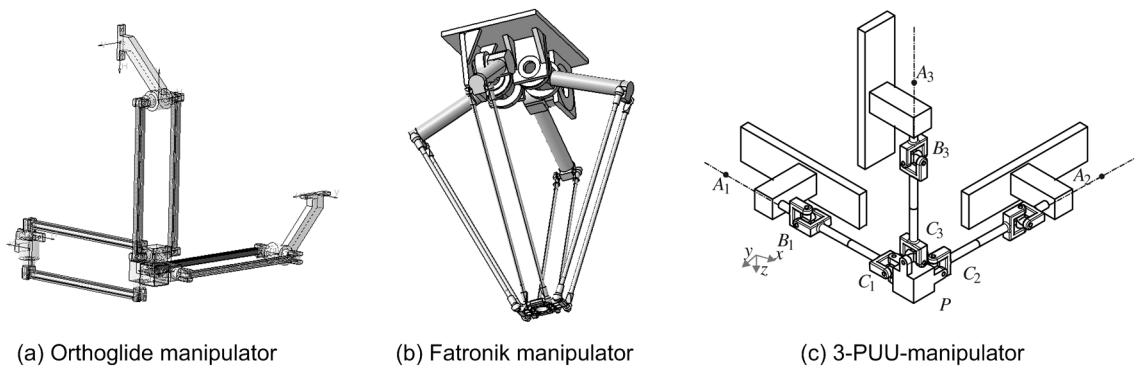 A3
B3
A1
A2
B1
C3
y
x
z
C1
C2
P
(a) Orthoglide manipulator
(b) Fatronik manipulator
(c) 3-PUU-manipulator